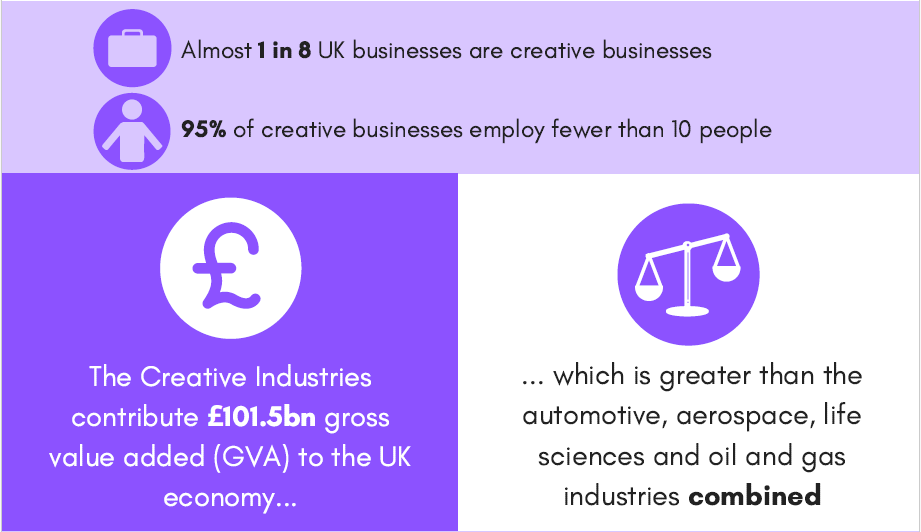 Almost 1 in 8 UK businesses are creative businesses
95% of creative businesses employ fewer than 10 people
£
The Creative Industries
contribute £101.5bn gross
value added (GVA) to the UK
economy...
... which is greater than the
automotive, aerospace, life
sciences and oil and gas
industries combined